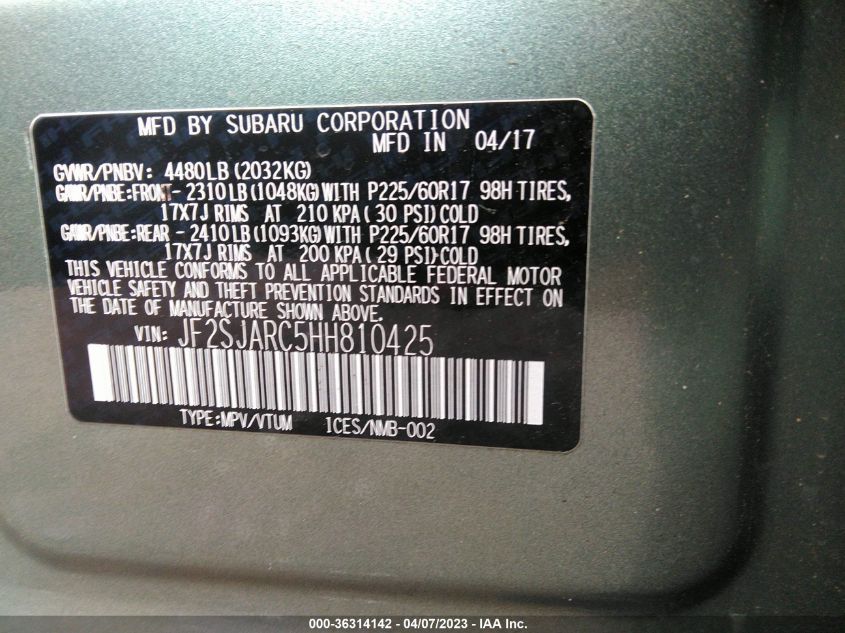 MFD BY SUBARU CORPORATION
MFD IN 04/17
GVWR/PNBV: 4480LB(2032KG)
GAWR/PNBE:FRONT-2310LB(1048KG)WITH P225/60R17 98H TIRES,
17X7J RIMS AT 210 KPA(30 PSI)COLD
GAWR/PNBE:REAR -2410LB(1093KG)WITH P225/60R17 98H TIRES,
17X7J RIMS AT 200 KPA(29 PSI)COLD
THIS VEHICLE CONFORMS TO ALL APPLICABLE FEDERAL MOTOR
VEHICLE SAFETY AND THEFT PREVENTION STANDARDS IN EFFECT ON
THE DATE OF MANUFACTURE SHOWN ABOVE.
VIN: JF2SJARC5HH810425
TYPE:MPV/VTUM ICES/NMB-002
000-36314142 - 04/07/2023 - IAA Inc.